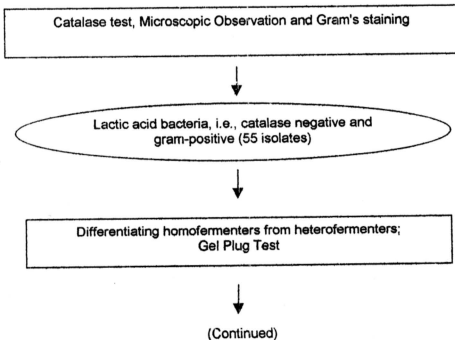 Catalase test, Microscopic Observation and Gram's staining
Lactic acid bacteria, i.e., catalase negative and
gram-positive (55 isolates)
Differentiating homofermenters from heterofermenters;
Gel Plug Test
(Continued)